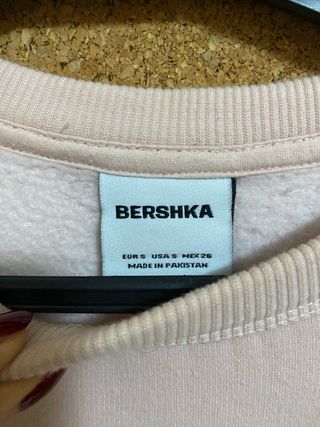 BERSHKA
EUR S USA S MEX 26
MADE IN PAKISTAN